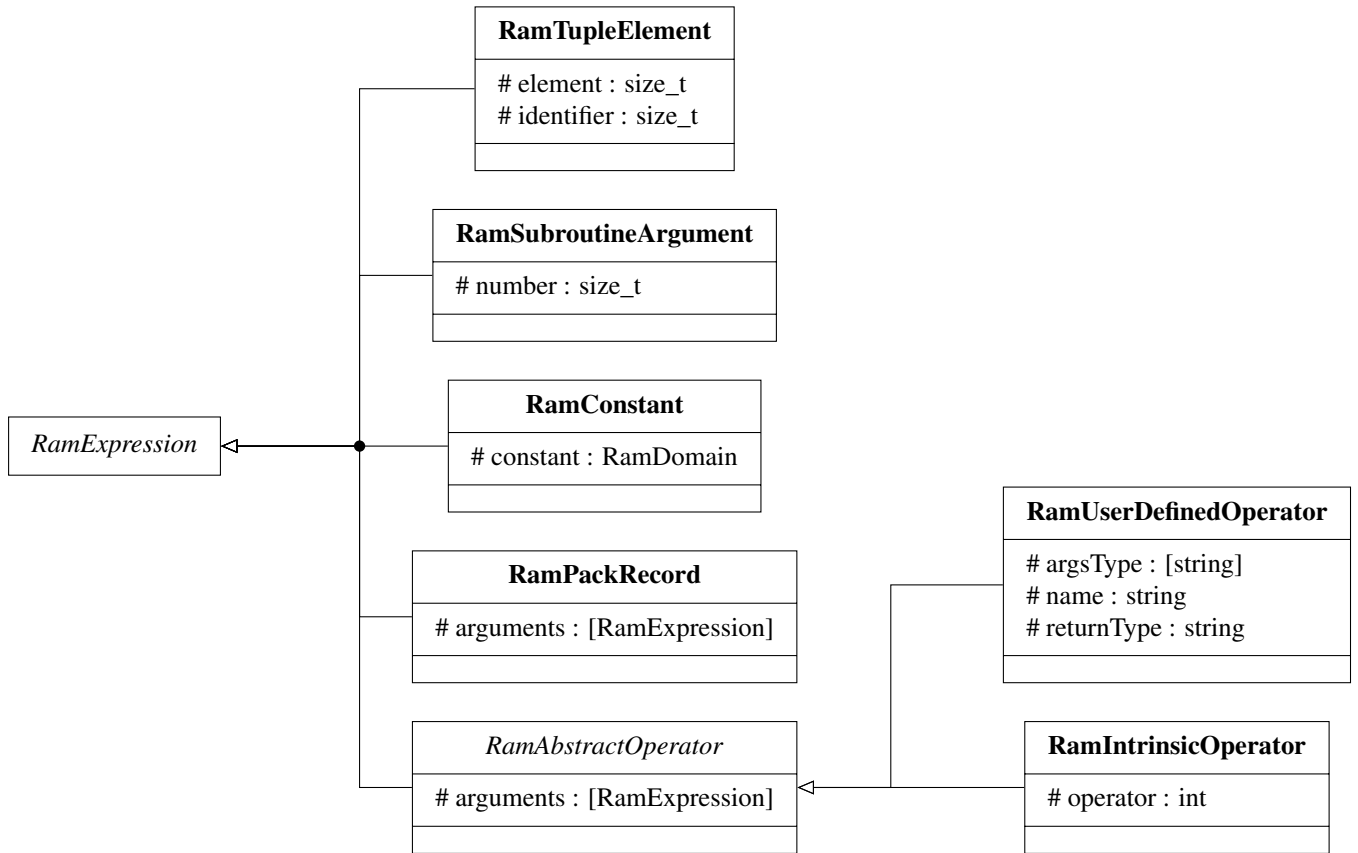 RamTupleElement
# element : size_t
# identifier : size_t
RamSubroutineArgument
# number : size_t
RamExpression
RamConstant
# constant : RamDomain
RamPackRecord
# arguments : [RamExpression]
RamUserDefinedOperator
# argsType : [string]
# name : string
# returnType : string
RamAbstractOperator
# arguments : [RamExpression]
RamIntrinsicOperator
# operator : int